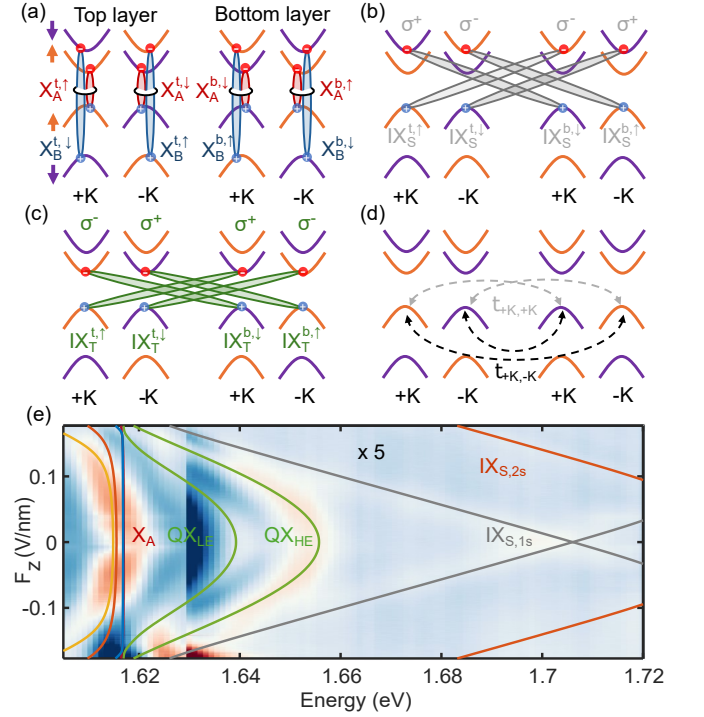 (a) Top layer Bottom layer
X_A^{t,↑} X_A^{t,↓} X_A^{b,↓} X_A^{b,↑}
X_B^{t,↓} X_B^{t,↑} X_B^{b,↑} X_B^{b,↓}
+K -K +K -K
(b)
σ⁺ σ⁻ σ⁻ σ⁺
IX_S^{t,↑} IX_S^{t,↓} IX_S^{b,↓} IX_S^{b,↑}
+K -K +K -K
(c)
σ⁻ σ⁺ σ⁺ σ⁻
IX_T^{t,↑} IX_T^{t,↓} IX_T^{b,↓} IX_T^{b,↑}
+K -K +K -K
(d)
t_{+K,+K}
t_{+K,-K}
+K -K +K -K
(e)
x 5
IX_{S,2s}
X_A QX_{LE} QX_{HE} IX_{S,1s}
F_Z (V/nm)
0.1
0
-0.1
1.62 1.64 1.66 1.68 1.7 1.72
Energy (eV)